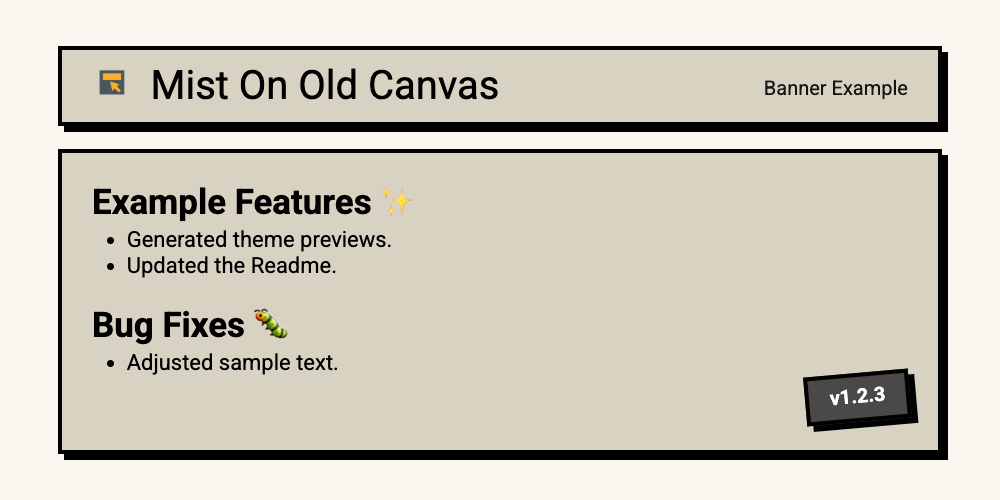 Mist On Old Canvas
Banner Example
Example Features ✨
• Generated theme previews.
• Updated the Readme.
Bug Fixes 🐛
• Adjusted sample text.
v1.2.3